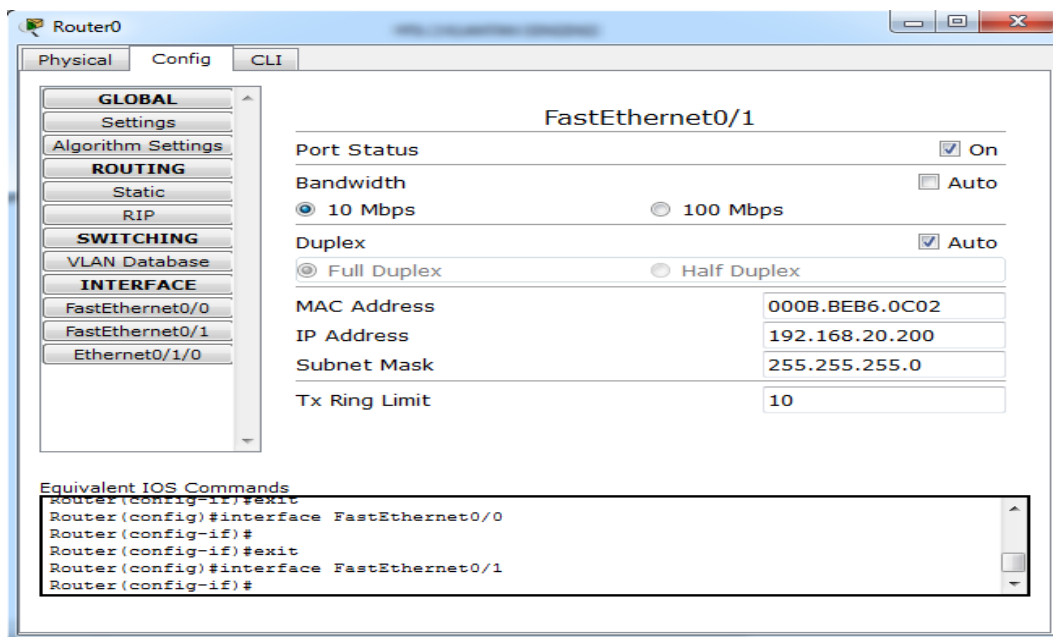 Router0
Physical Config CLI
GLOBAL
Settings
Algorithm Settings
ROUTING
Static
RIP
SWITCHING
VLAN Database
INTERFACE
FastEthernet0/0
FastEthernet0/1
Ethernet0/1/0
FastEthernet0/1
Port Status On
Bandwidth Auto
10 Mbps 100 Mbps
Duplex Auto
Full Duplex Half Duplex
MAC Address 000B.BEB6.0C02
IP Address 192.168.20.200
Subnet Mask 255.255.255.0
Tx Ring Limit 10
Equivalent IOS Commands
Router(config-if)#exit
Router(config)#interface FastEthernet0/0
Router(config-if)#
Router(config-if)#exit
Router(config)#interface FastEthernet0/1
Router(config-if)#